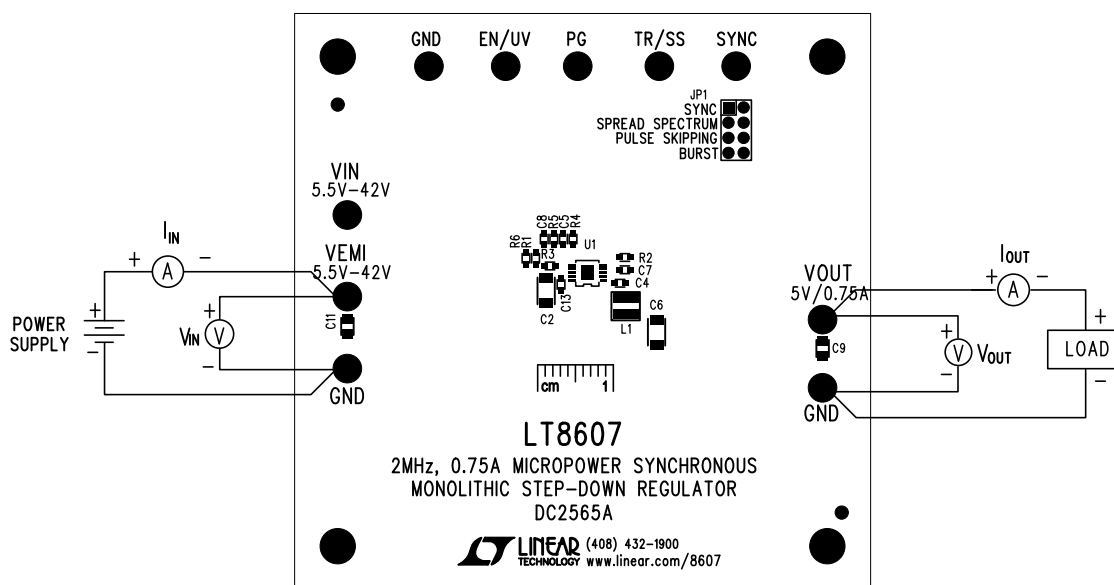 GND EN/UV PG TR/SS SYNC
JP1
SYNC
SPREAD SPECTRUM
PULSE SKIPPING
BURST
VIN
5.5V-42V
VEMI
5.5V-42V
IIN
+ A -
POWER
SUPPLY
+
-
VIN
+
V
-
C11
GND
R6
R1
C8
R5
C5
R4
R3
U1
R2
C7
C4
C2
C13
L1
C6
cm 1
VOUT
5V/0.75A
C9
GND
IOUT
+ A -
+
V
-
VOUT
+
LOAD
-
LT8607
2MHz, 0.75A MICROPOWER SYNCHRONOUS
MONOLITHIC STEP-DOWN REGULATOR
DC2565A
LINEAR (408) 432-1900
TECHNOLOGY www.linear.com/8607